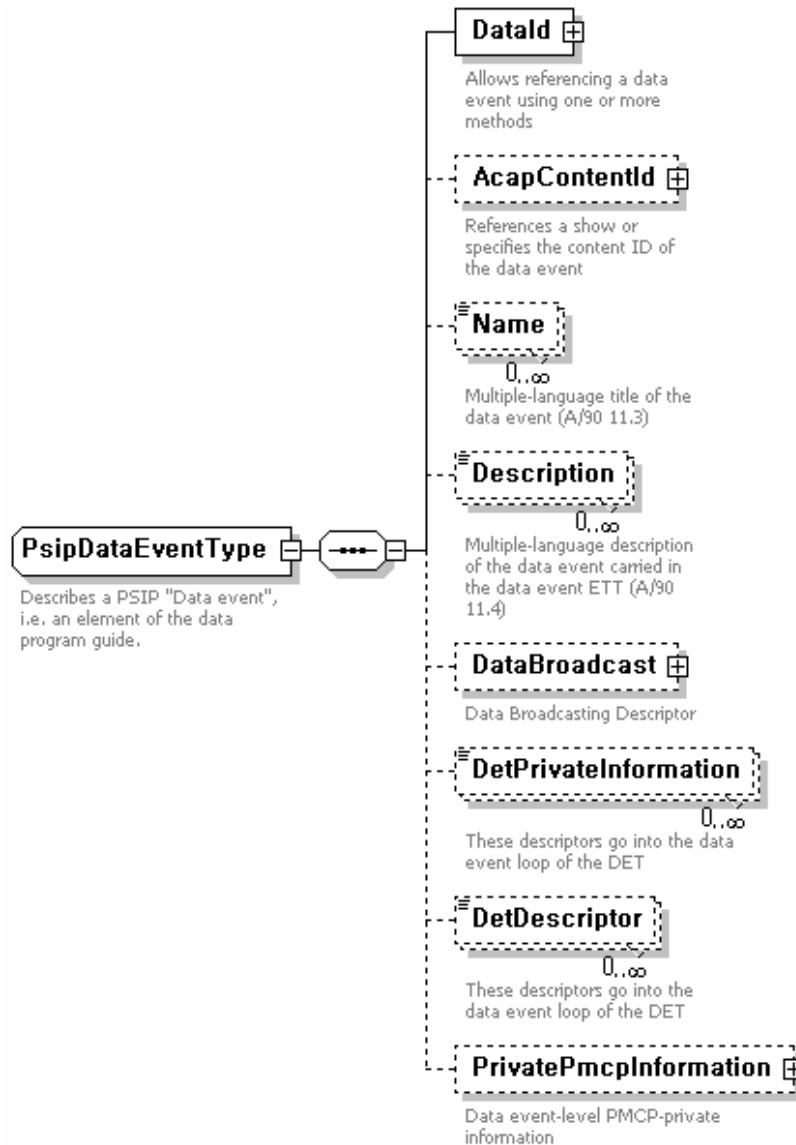 DataId
Allows referencing a data
event using one or more
methods
AcapContentId
References a show or
specifies the content ID of
the data event
Name
0..∞
Multiple-language title of the
data event (A/90 11.3)
Description
0..∞
Multiple-language description
of the data event carried in
the data event ETT (A/90
11.4)
PsipDataEventType
Describes a PSIP "Data event",
i.e. an element of the data
program guide.
DataBroadcast
Data Broadcasting Descriptor
DetPrivateInformation
0..∞
These descriptors go into the data
event loop of the DET
DetDescriptor
0..∞
These descriptors go into the
data event loop of the DET
PrivatePmcpInformation
Data event-level PMCP-private
information